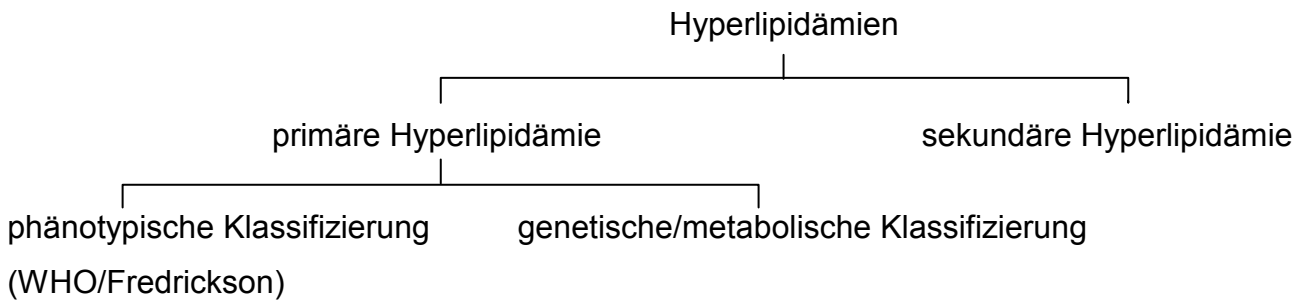 Hyperlipidämien
primäre Hyperlipidämie sekundäre Hyperlipidämie
phänotypische Klassifizierung genetische/metabolische Klassifizierung
(WHO/Fredrickson)